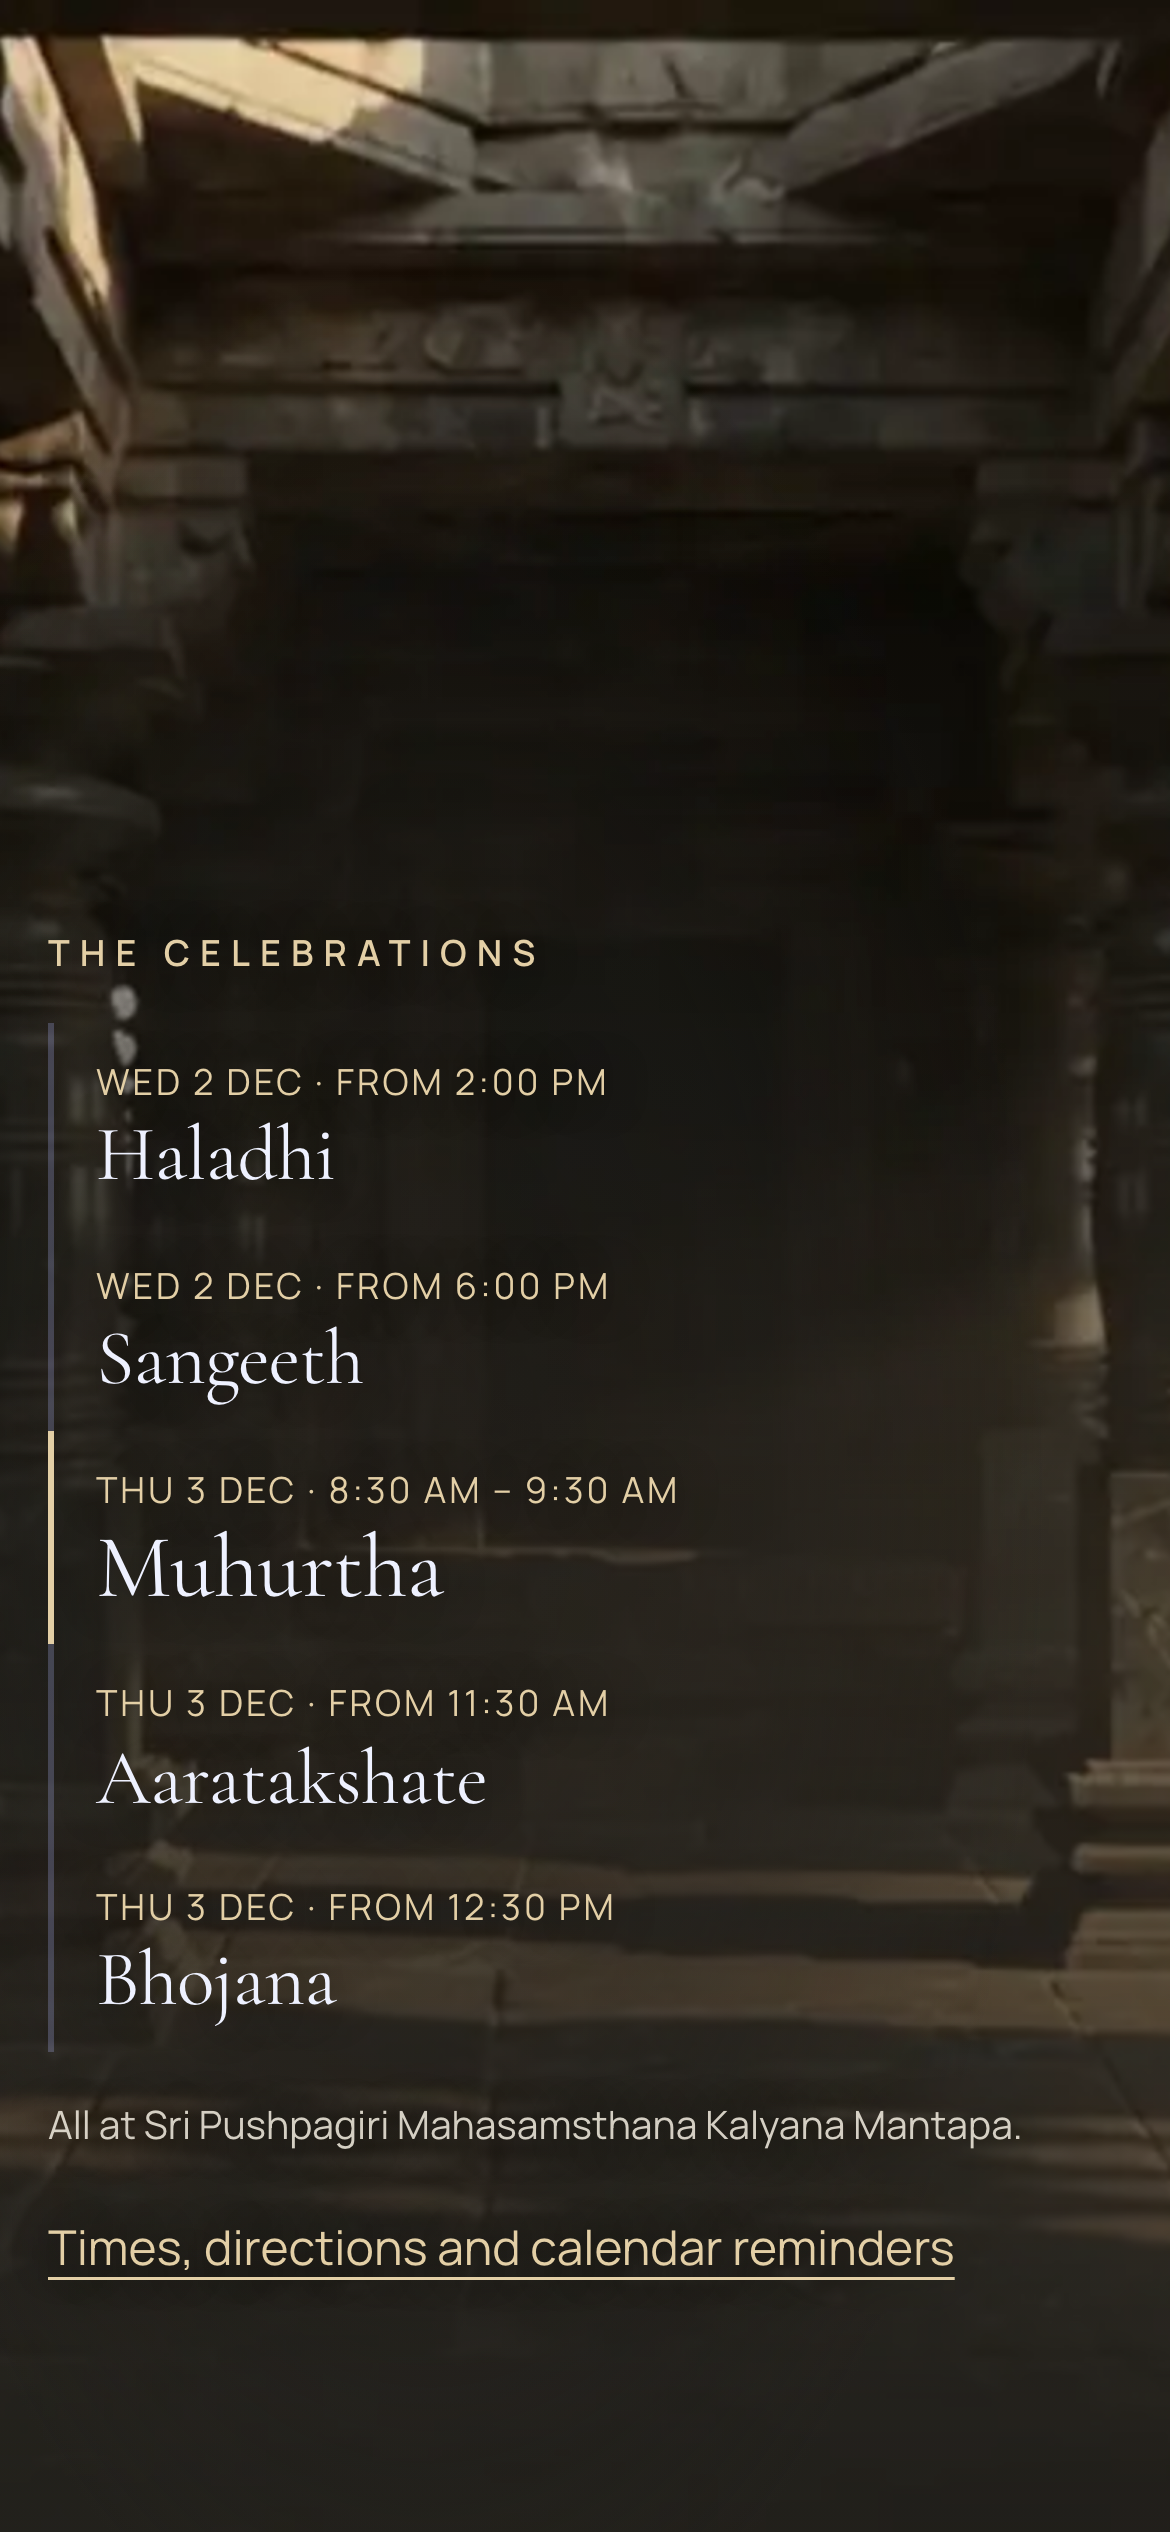 THE CELEBRATIONS
WED 2 DEC · FROM 2:00 PM
Haladhi
WED 2 DEC · FROM 6:00 PM
Sangeeth
THU 3 DEC · 8:30 AM – 9:30 AM
Muhurtha
THU 3 DEC · FROM 11:30 AM
Aaratakshate
THU 3 DEC · FROM 12:30 PM
Bhojana
All at Sri Pushpagiri Mahasamsthana Kalyana Mantapa.
Times, directions and calendar reminders